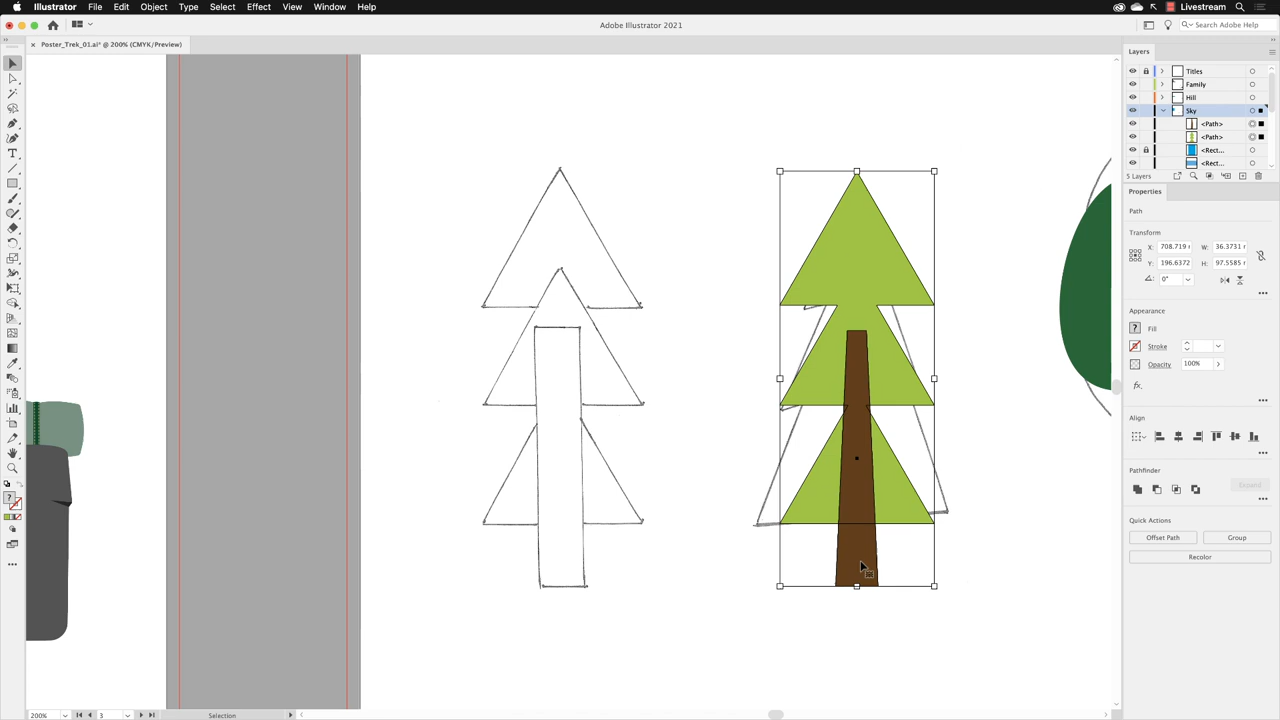 Illustrator File Edit Object Type Select Effect View Window Help Livestream
Adobe Illustrator 2021
Search Adobe Help
× Poster_Trek_01.ai* @ 200% (CMYK/Preview)
Layers
Titles
Family
Hill
Sky
<Path>
<Path>
<Rect...
<Rect...
5 Layers
Properties
Path
Transform
X: 708.719 W: 36.3731
Y: 196.6372 H: 97.5585
0°
Appearance
? Fill
Stroke
Opacity 100%
fx.
Align
Pathfinder
Expand
Quick Actions
Offset Path Group
Recolor
200% 3 Selection